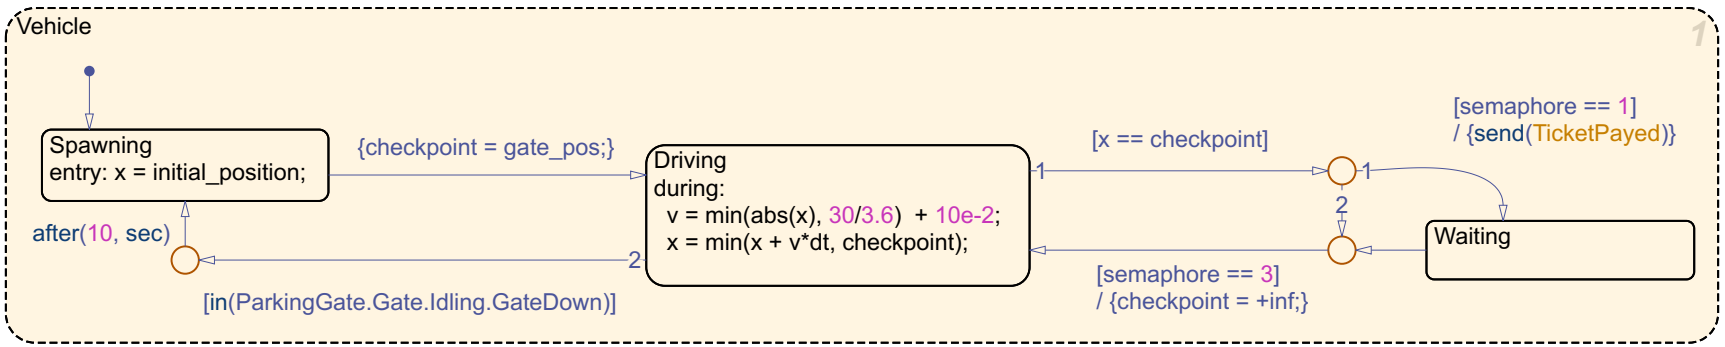 Vehicle
1
Spawning
entry: x = initial_position;
{checkpoint = gate_pos;}
after(10, sec)
[in(ParkingGate.Gate.Idling.GateDown)]
2
Driving
during:
v = min(abs(x), 30/3.6) + 10e-2;
x = min(x + v*dt, checkpoint);
1
[x == checkpoint]
1
2
[semaphore == 1]
/ {send(TicketPayed)}
Waiting
[semaphore == 3]
/ {checkpoint = +inf;}